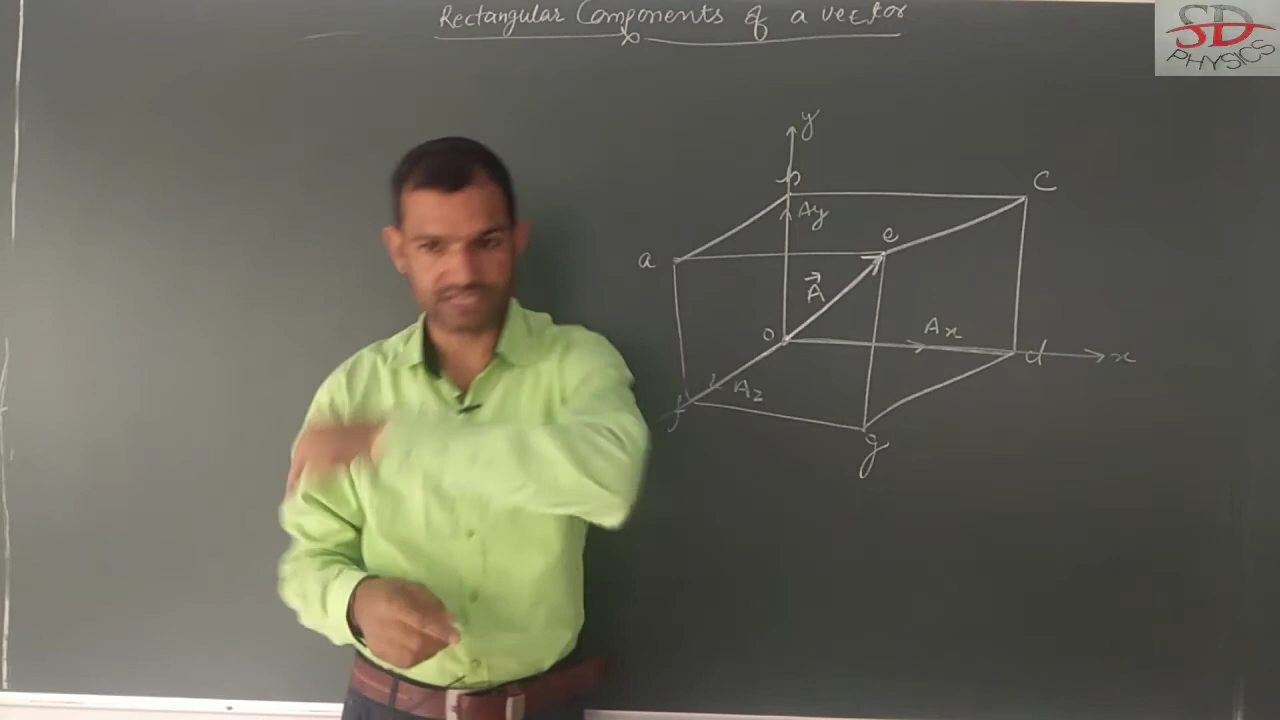 Rectangular Components of a vector
SD
PHYSICS
y
b
C
Ay
e
a
A
o
Ax
d
x
Az
f
g